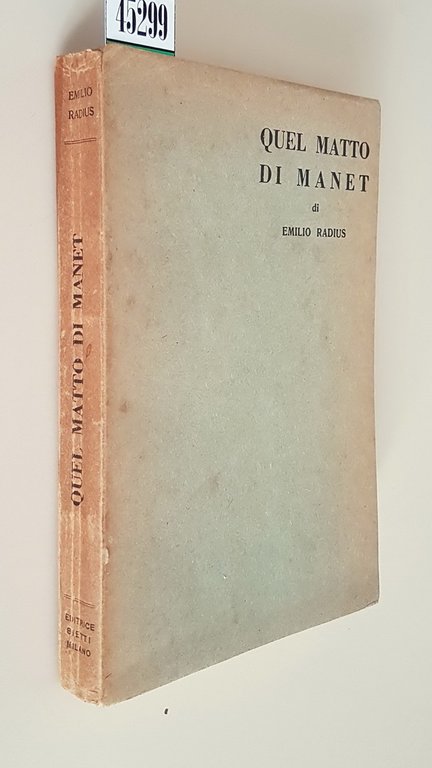 45299
EMILIO
RADIUS
QUEL MATTO DI MANET
EDITRICE
BIETTI
MILANO
QUEL MATTO
DI MANET
di
EMILIO RADIUS